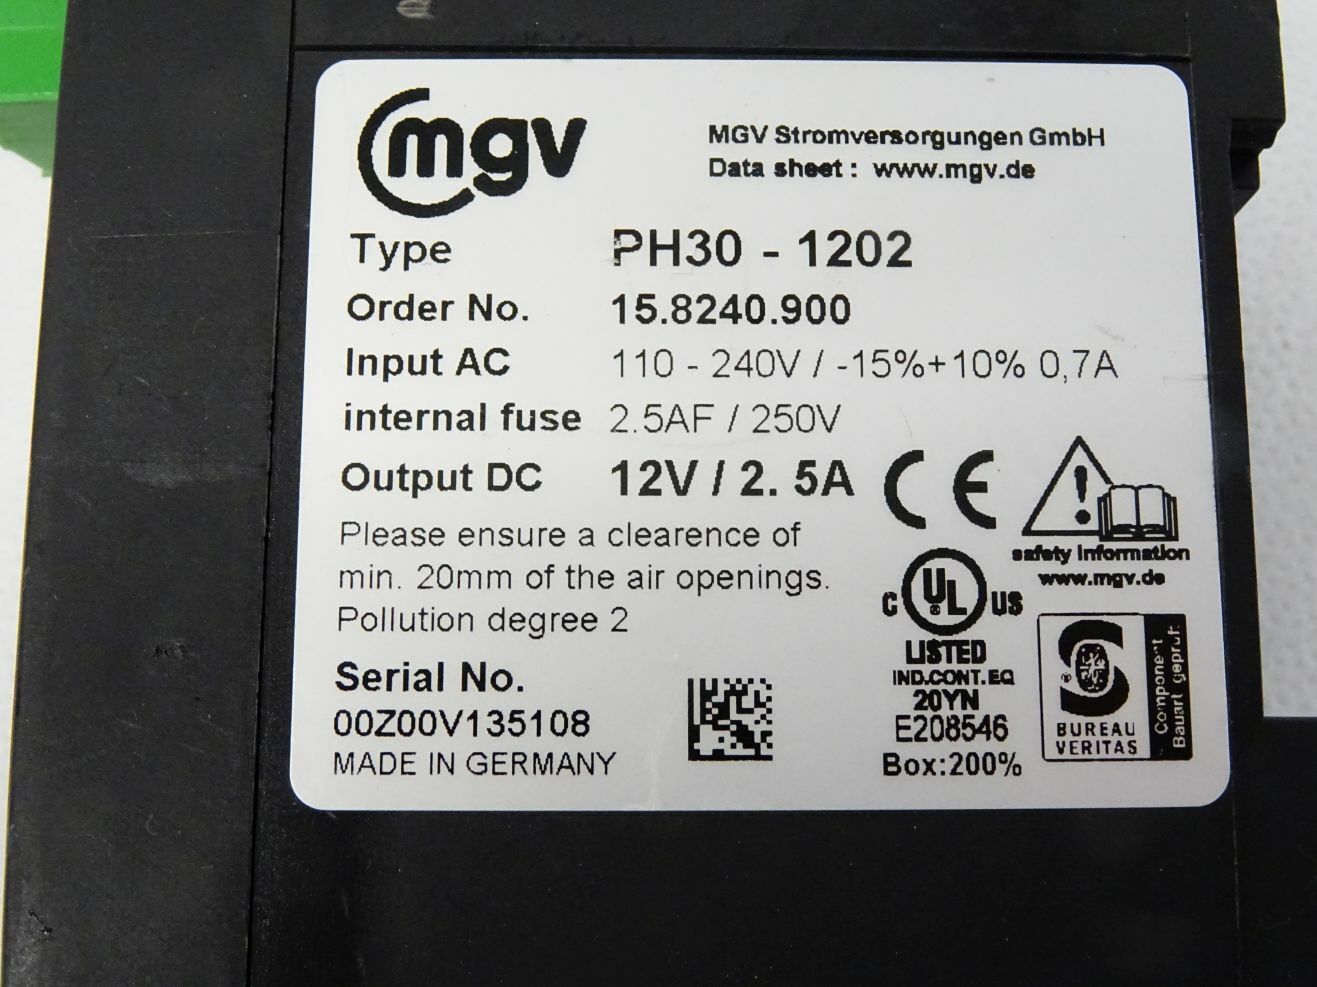 mgv
MGV Stromversorgungen GmbH
Data sheet : www.mgv.de
Type PH30 - 1202
Order No. 15.8240.900
Input AC 110 - 240V / -15%+10% 0,7A
internal fuse 2.5AF / 250V
Output DC 12V / 2. 5A
CE
Please ensure a clearence of
min. 20mm of the air openings.
Pollution degree 2
safety information
www.mgv.de
c UL US
LISTED
IND.CONT.EQ
20YN
E208546
Box:200%
BUREAU
VERITAS
Component
Bauart geprüft
Serial No.
00Z00V135108
MADE IN GERMANY